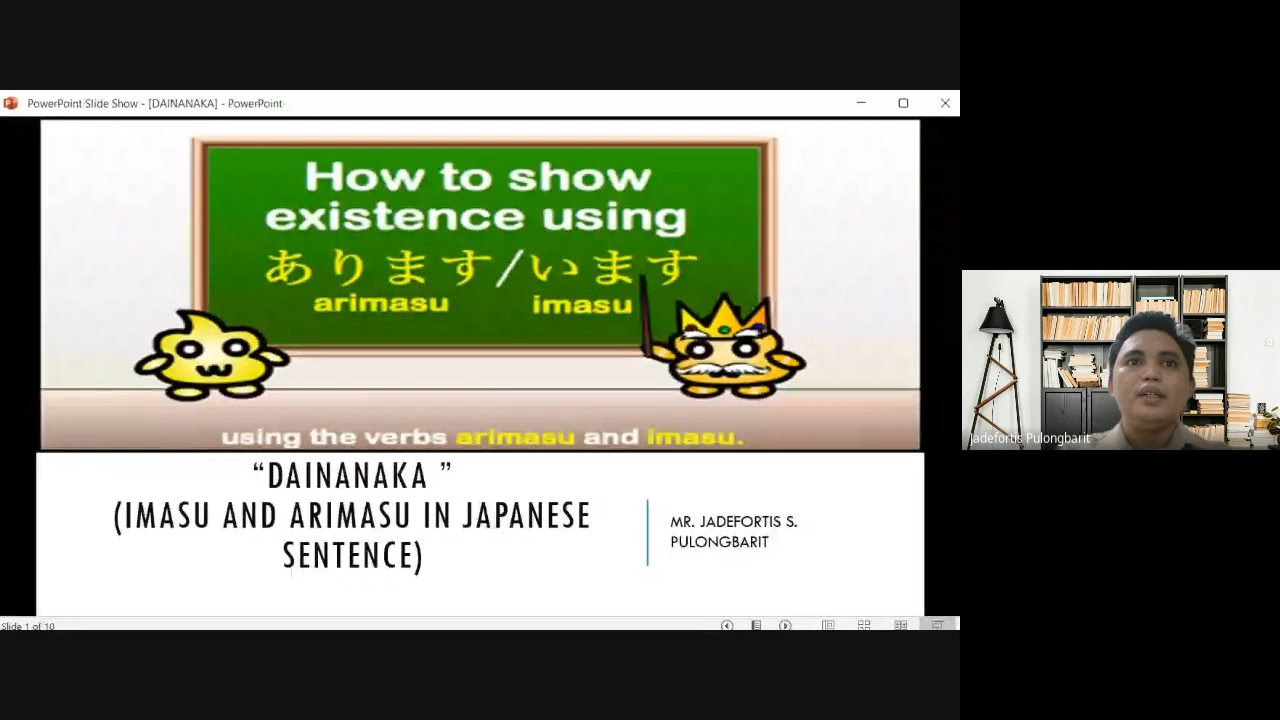 PowerPoint Slide Show - [DAINANAKA] - PowerPoint
How to show
existence using
あります/います
arimasu imasu
using the verbs arimasu and imasu.
“DAINANAKA ”
(IMASU AND ARIMASU IN JAPANESE
SENTENCE)
MR. JADEFORTIS S.
PULONGBARIT
Jadefortis Pulongbarit
Slide 1 of 10